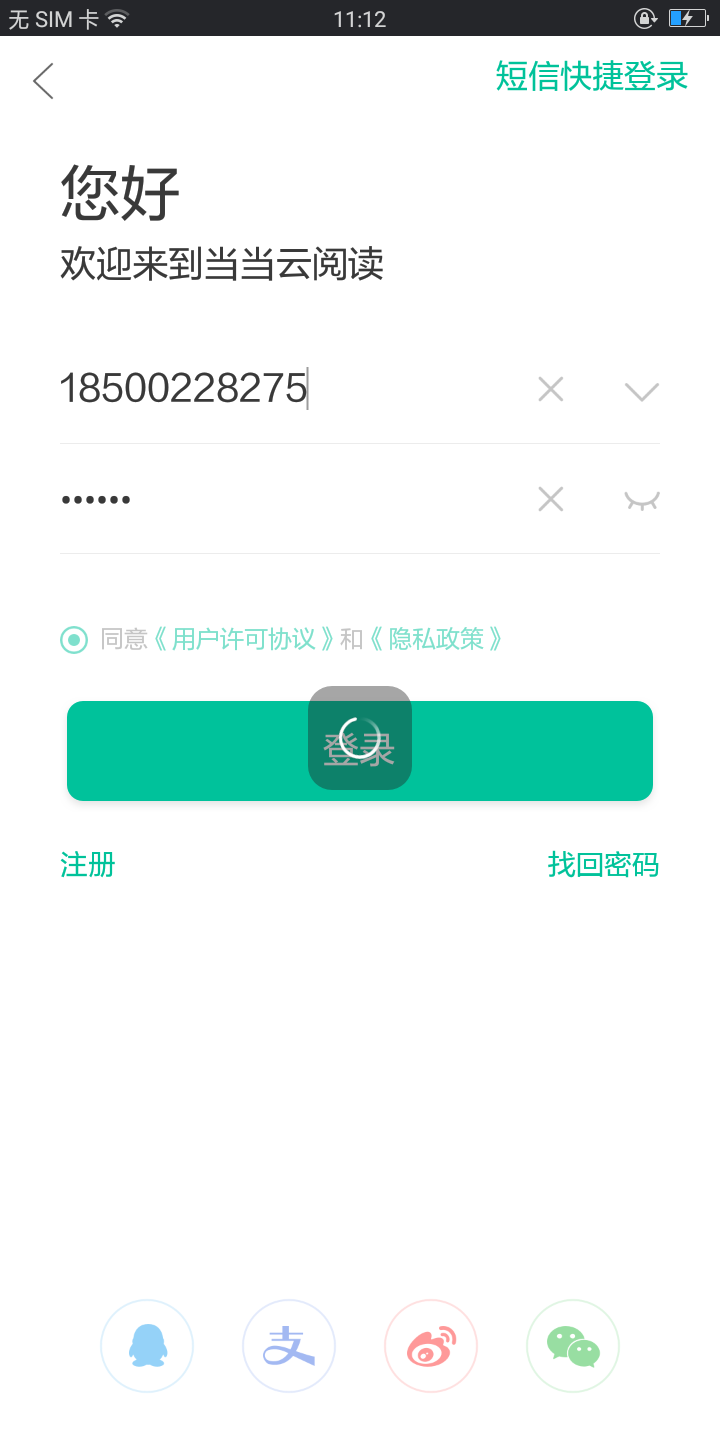 无 SIM 卡
11:12
短信快捷登录
您好
欢迎来到当当云阅读
18500228275
••••••
同意《用户许可协议》和《隐私政策》
登录
注册
找回密码